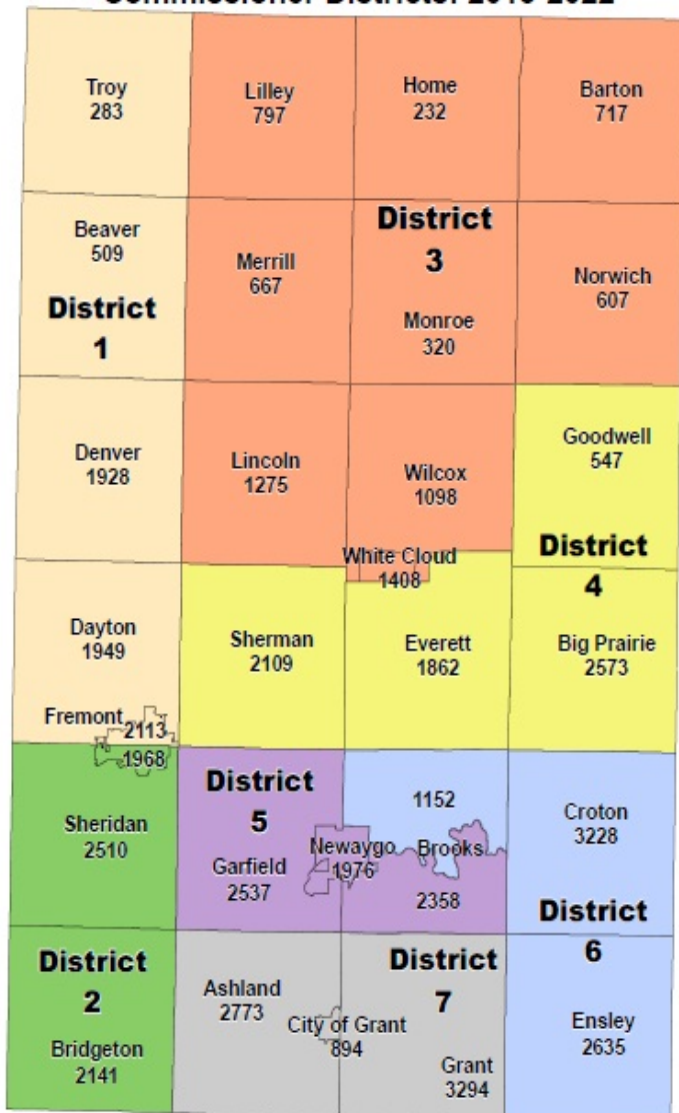 Commissioner Districts: 2013-2022
Troy
283
Lilley
797
Home
232
Barton
717
Beaver
509
District
1
Merrill
667
District
3
Monroe
320
Norwich
607
Denver
1928
Lincoln
1275
Wilcox
1098
Goodwell
547
White Cloud
1408
District
4
Dayton
1949
Sherman
2109
Everett
1862
Big Prairie
2573
Fremont
2113
1968
Sheridan
2510
District
5
Garfield
2537
Newaygo
1976
1152
Brooks
2358
Croton
3228
District
6
District
2
Bridgeton
2141
Ashland
2773
City of Grant
894
District
7
Grant
3294
Ensley
2635